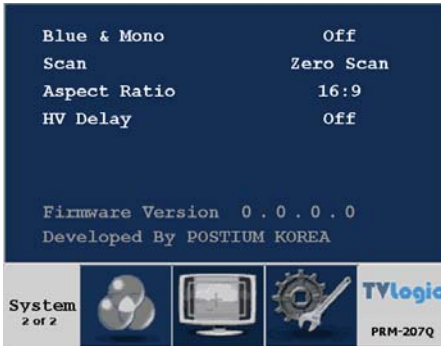 Blue & Mono Off
Scan Zero Scan
Aspect Ratio 16:9
HV Delay Off
Firmware Version 0.0.0.0
Developed By POSTIUM KOREA
System
2 of 2
TVLogic
PRM-207Q